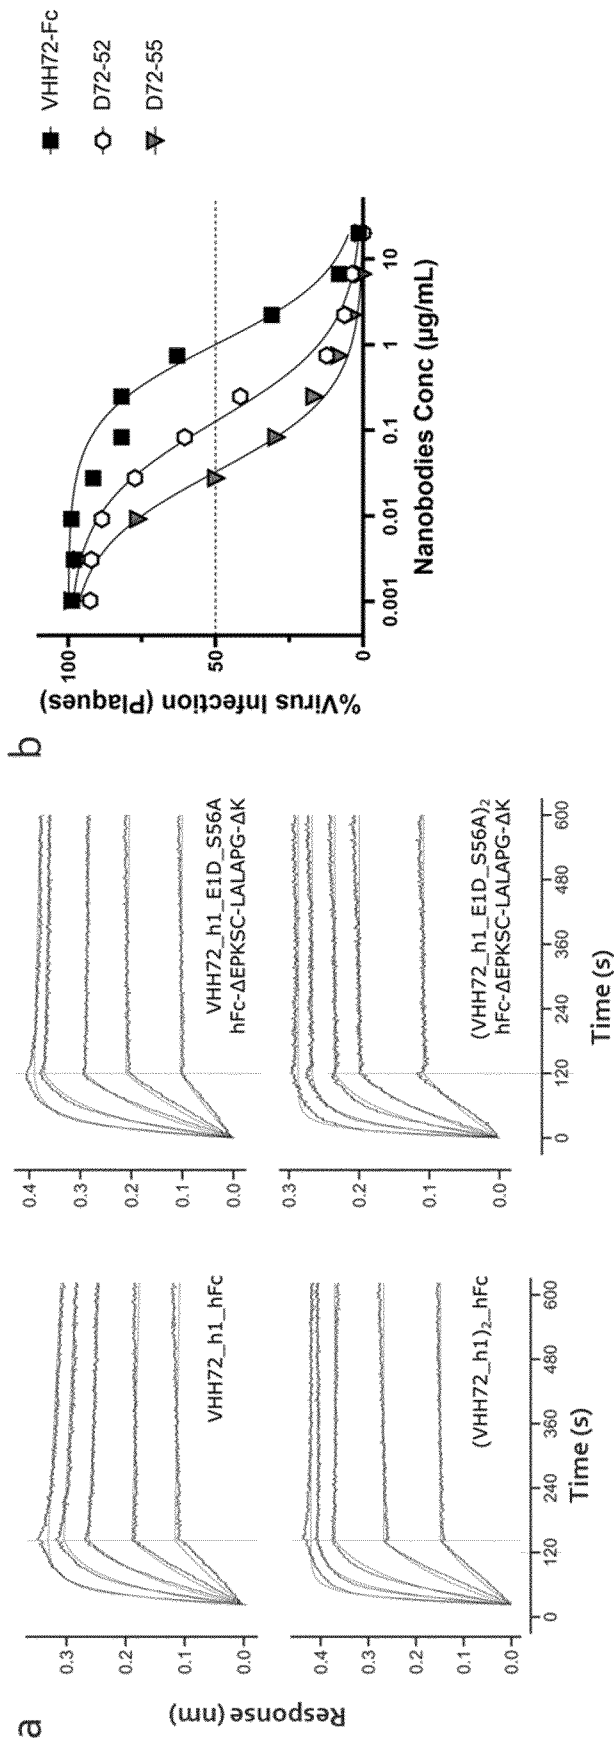 a
Response (nm)
0.3
0.2
0.1
0.0
VHH72_h1_hFc
0.4
0.3
0.2
0.1
0.0
VHH72_h1_E1D_S56A
hFc-ΔEPKSC-LALAPG-ΔK
0.4
0.3
0.2
0.1
0.0
(VHH72_h1)2_hFc
0
120
240
360
480
600
Time (s)
0.3
0.2
0.1
0.0
(VHH72_h1_E1D_S56A)2
hFc-ΔEPKSC-LALAPG-ΔK
0
120
240
360
480
600
Time (s)
b
%Virus Infection (Plaques)
100
50
0
0.001
0.01
0.1
1
10
Nanobodies Conc (µg/mL)
VHH72-Fc
D72-52
D72-55